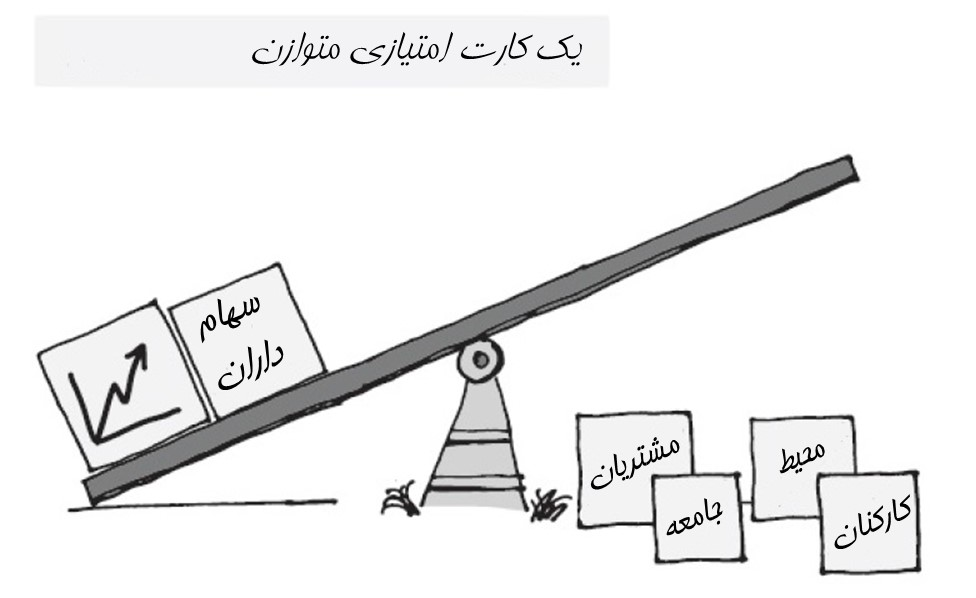 یک کارت امتیازی متوازن
سهام
داران
مشتریان
جامعه
محیط
کارکنان